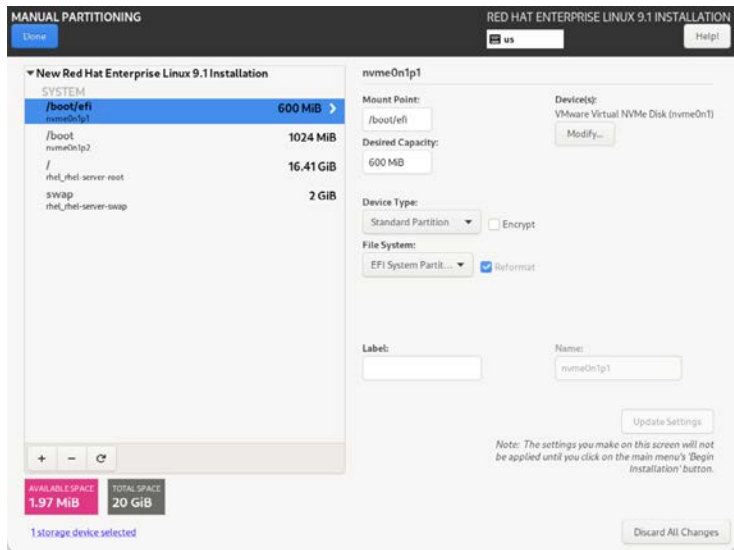 MANUAL PARTITIONING
RED HAT ENTERPRISE LINUX 9.1 INSTALLATION
Done
us
Help!
New Red Hat Enterprise Linux 9.1 Installation
SYSTEM
/boot/efi
600 MiB
nvme0n1p1
/boot
1024 MiB
nvme0n1p2
/
16.41 GiB
rhel_rhel-server-root
swap
2 GiB
rhel_rhel-server-swap
+ −
AVAILABLE SPACE
1.97 MiB
TOTAL SPACE
20 GiB
1 storage device selected
nvme0n1p1
Mount Point:
/boot/efi
Device(s):
VMware Virtual NVMe Disk (nvme0n1)
Modify...
Desired Capacity:
600 MiB
Device Type:
Standard Partition
Encrypt
File System:
EFI System Partit...
Reformat
Label:
Name:
nvme0n1p1
Update Settings
Note: The settings you make on this screen will not
be applied until you click on the main menu's 'Begin
Installation' button.
Discard All Changes